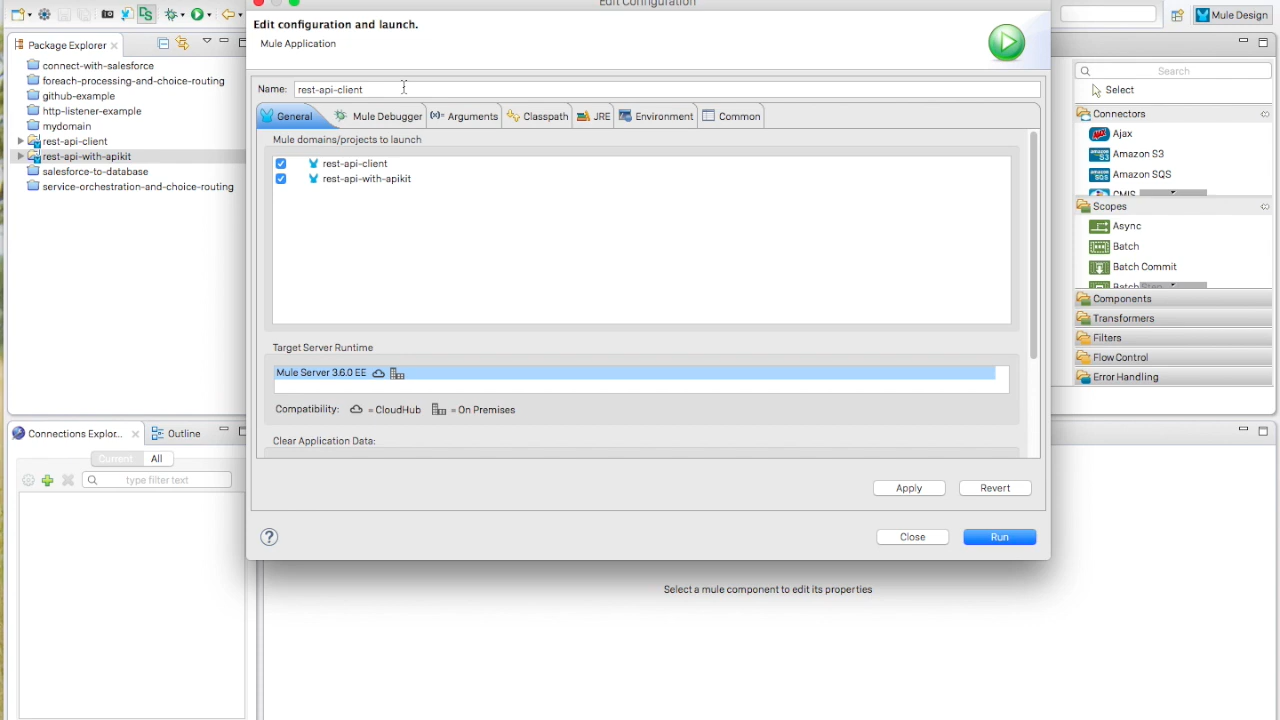 Edit Configuration
Mule Design
Edit configuration and launch.
Mule Application
Package Explorer
connect-with-salesforce
foreach-processing-and-choice-routing
github-example
http-listener-example
mydomain
rest-api-client
rest-api-with-apikit
salesforce-to-database
service-orchestration-and-choice-routing
Name: rest-api-client
General
Mule Debugger
(x)= Arguments
Classpath
JRE
Environment
Common
Mule domains/projects to launch
rest-api-client
rest-api-with-apikit
Target Server Runtime
Mule Server 3.6.0 EE
Compatibility: = CloudHub = On Premises
Clear Application Data:
Apply
Revert
?
Close
Run
Search
Select
Connectors
Ajax
Amazon S3
Amazon SQS
CMIS
Scopes
Async
Batch
Batch Commit
Batch Step
Components
Transformers
Filters
Flow Control
Error Handling
Connections Explor...
Outline
Current
All
type filter text
Select a mule component to edit its properties